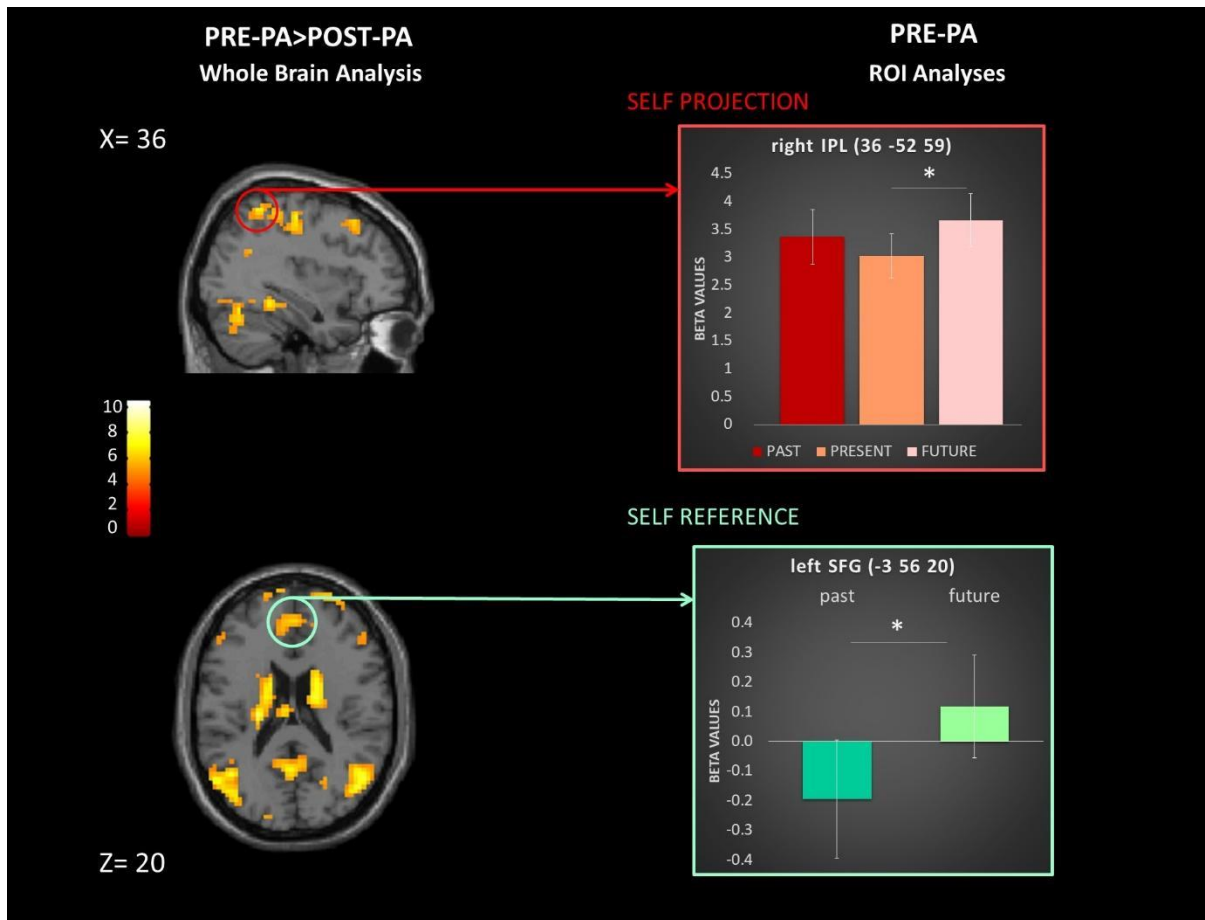 PRE-PA>POST-PA
Whole Brain Analysis
PRE-PA
ROI Analyses
SELF PROJECTION
X= 36
right IPL (36 -52 59)
4.5
4
3.5
3
2.5
2
1.5
1
0.5
0
BETA VALUES
*
PAST PRESENT FUTURE
10
8
6
4
2
0
SELF REFERENCE
left SFG (-3 56 20)
past future
*
0.4
0.3
0.2
0.1
0.0
-0.1
-0.2
-0.3
-0.4
BETA VALUES
Z= 20